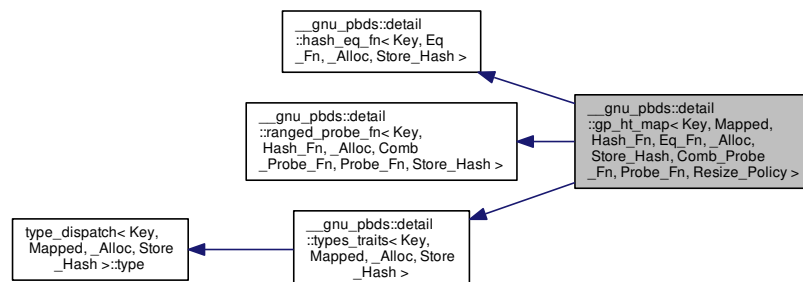 __gnu_pbds::detail
::hash_eq_fn< Key, Eq
_Fn, _Alloc, Store_Hash >
__gnu_pbds::detail
::ranged_probe_fn< Key,
Hash_Fn, _Alloc, Comb
_Probe_Fn, Probe_Fn, Store_Hash >
__gnu_pbds::detail
::gp_ht_map< Key, Mapped,
Hash_Fn, Eq_Fn, _Alloc,
Store_Hash, Comb_Probe
_Fn, Probe_Fn, Resize_Policy >
type_dispatch< Key,
Mapped, _Alloc, Store
_Hash >::type
__gnu_pbds::detail
::types_traits< Key,
Mapped, _Alloc, Store
_Hash >